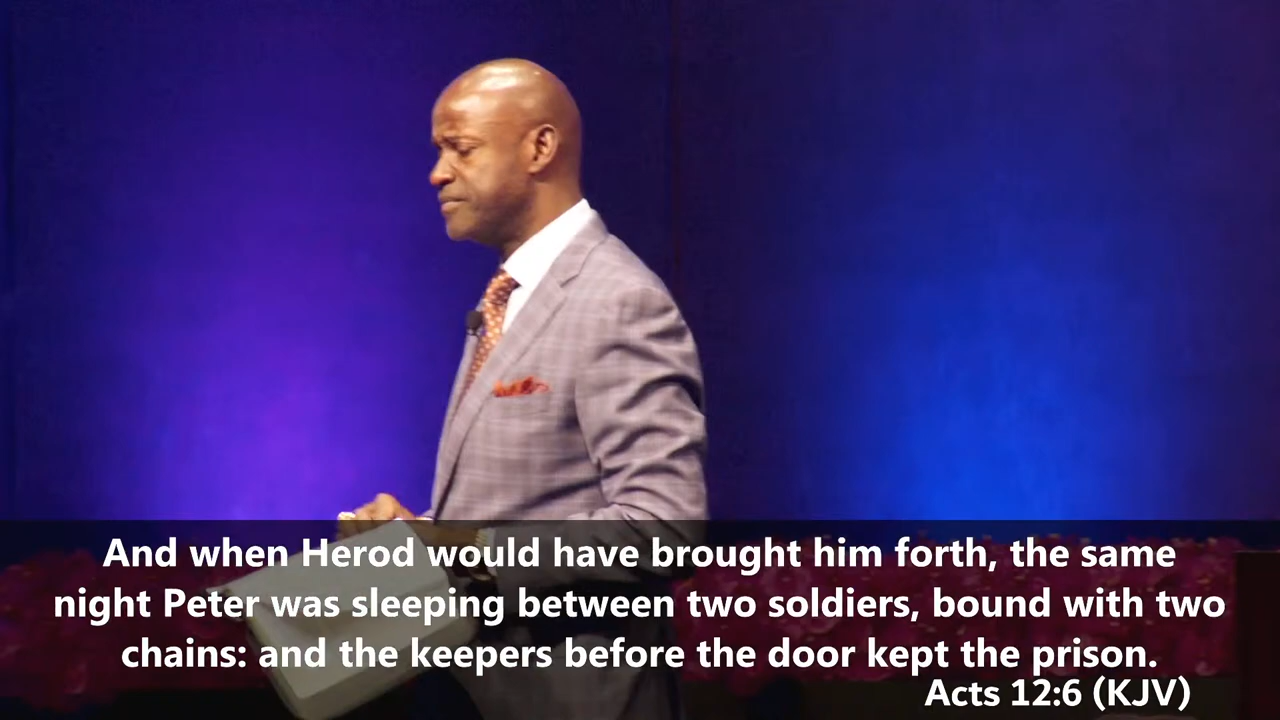 And when Herod would have brought him forth, the same
night Peter was sleeping between two soldiers, bound with two
chains: and the keepers before the door kept the prison.
Acts 12:6 (KJV)